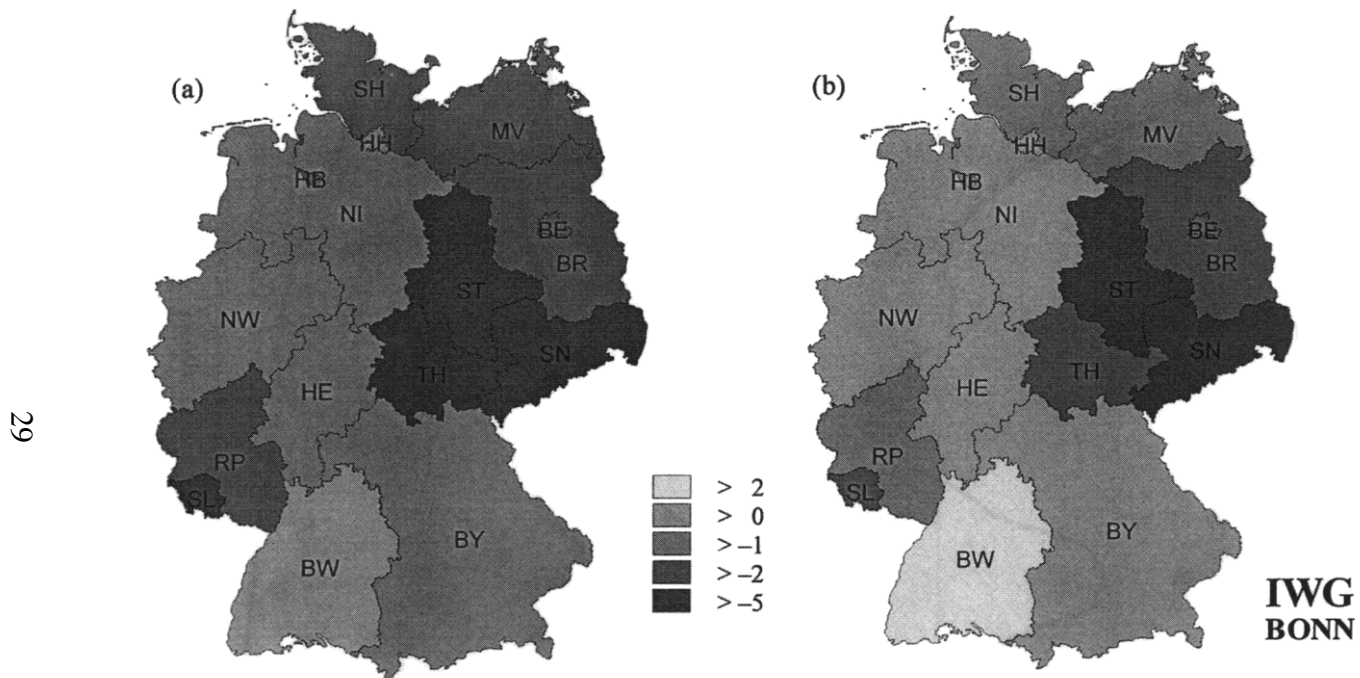 (a)
SH
HH
MV
HB
NI
BE
BR
ST
NW
SN
TH
HE
RP
SL
BW
BY
> 2
> 0
> –1
> –2
> –5
(b)
SH
HH
MV
HB
NI
BE
BR
ST
NW
SN
TH
HE
RP
SL
BW
BY
IWG
BONN
29